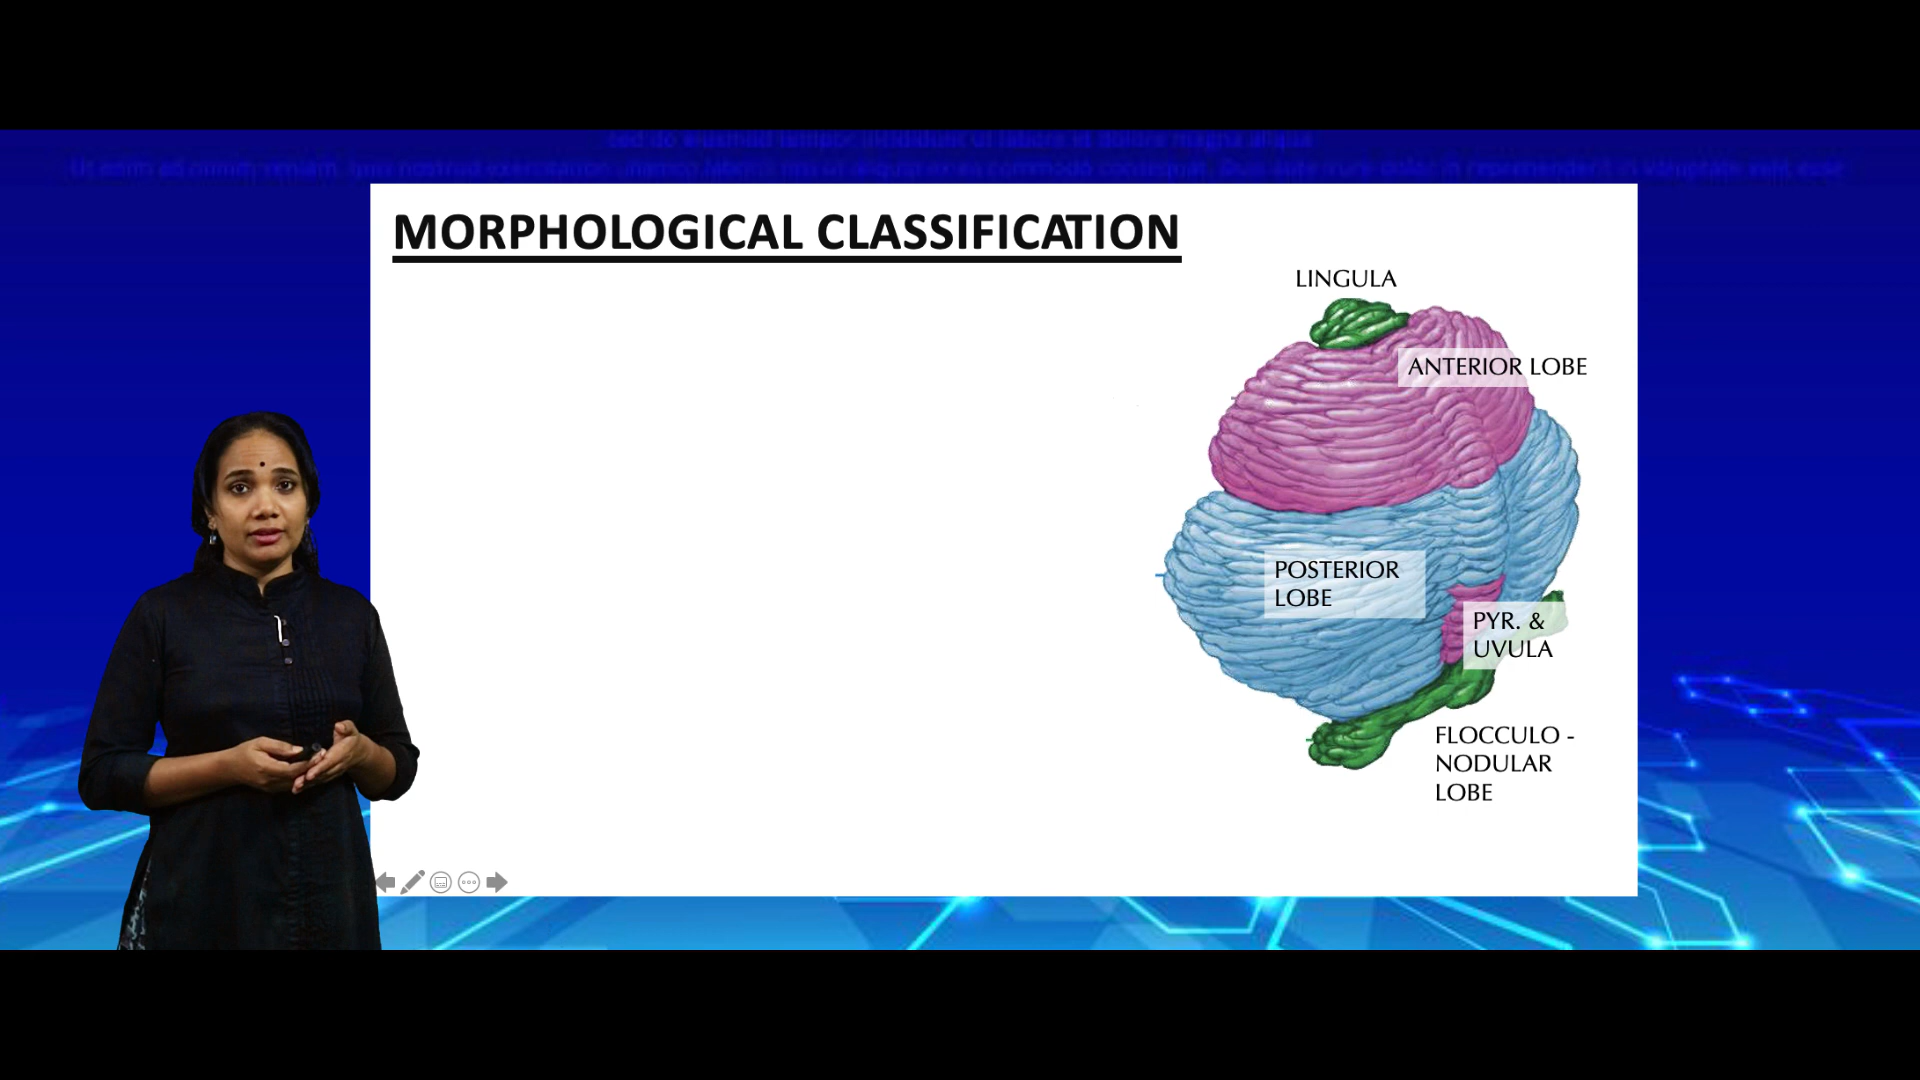 MORPHOLOGICAL CLASSIFICATION
LINGULA
ANTERIOR LOBE
POSTERIOR
LOBE
PYR. &
UVULA
FLOCCULO -
NODULAR
LOBE